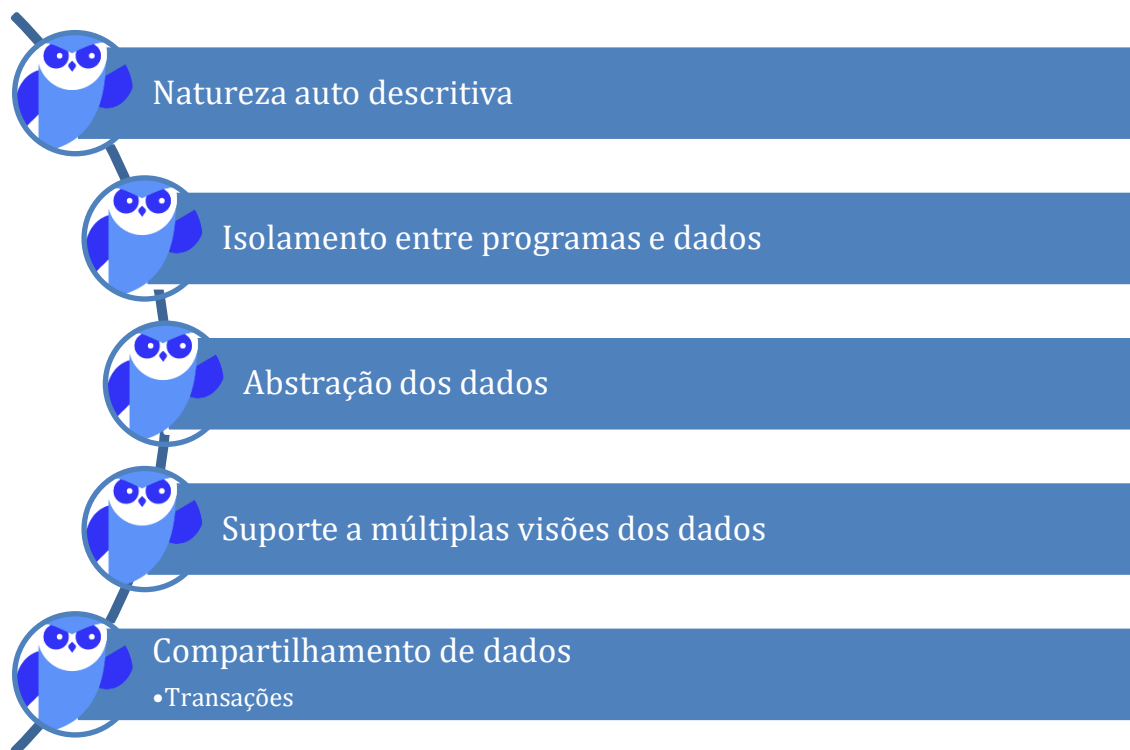 Natureza auto descritiva
Isolamento entre programas e dados
Abstração dos dados
Suporte a múltiplas visões dos dados
Compartilhamento de dados
•Transações